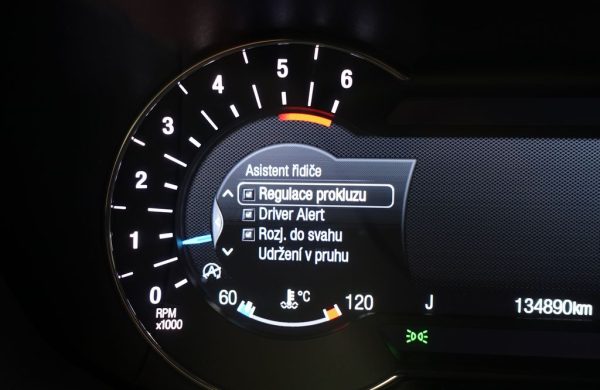 6
5
4
3
2
1
0
RPM
x1000
Asistent řidiče
Regulace prokluzu
Driver Alert
Rozj. do svahu
Udržení v pruhu
60 °C 120
J 134890km